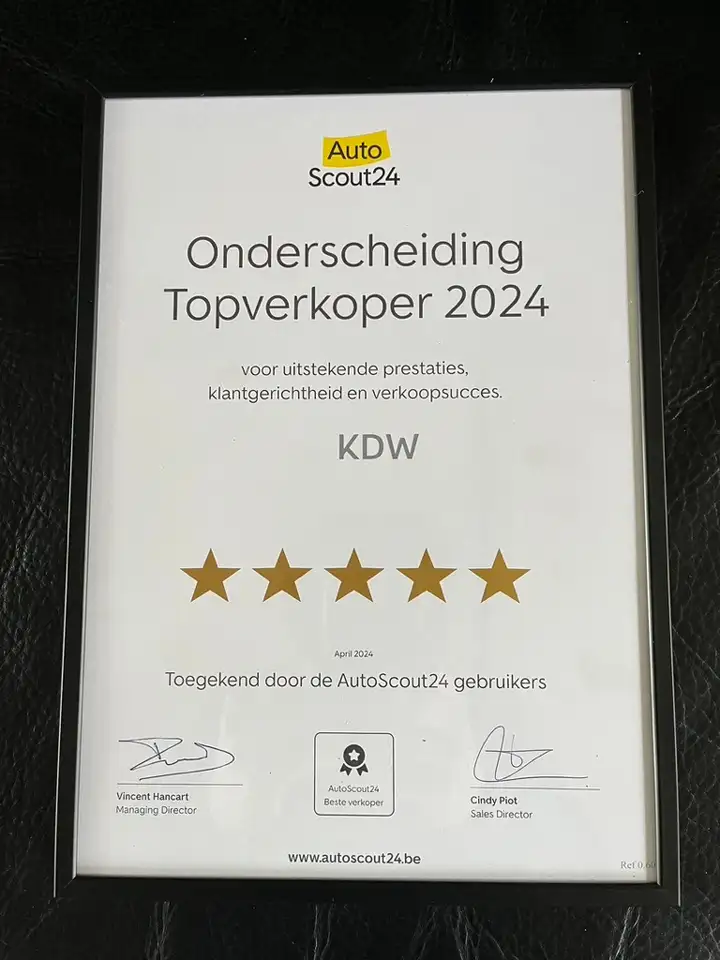 Auto
Scout24
Onderscheiding
Topverkoper 2024
voor uitstekende prestaties,
klantgerichtheid en verkoopsucces.
KDW
April 2024
Toegekend door de AutoScout24 gebruikers
Vincent Hancart
Managing Director
AutoScout24
Beste verkoper
Cindy Piot
Sales Director
www.autoscout24.be
Ref